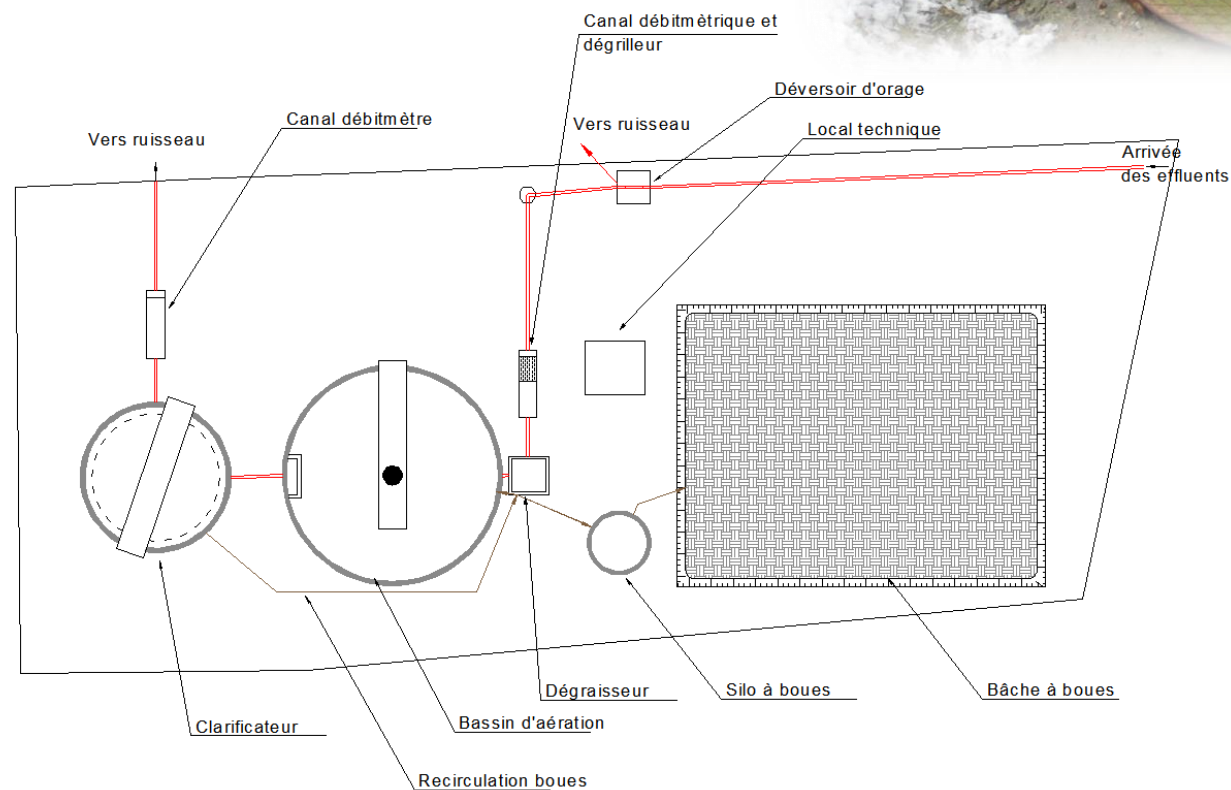 Canal débitmètrique et
dégrilleur
Déversoir d'orage
Canal débitmètre
Vers ruisseau
Local technique
Vers ruisseau
Arrivée
des effluents
Dégraisseur
Silo à boues
Bâche à boues
Bassin d'aération
Clarificateur
Recirculation boues